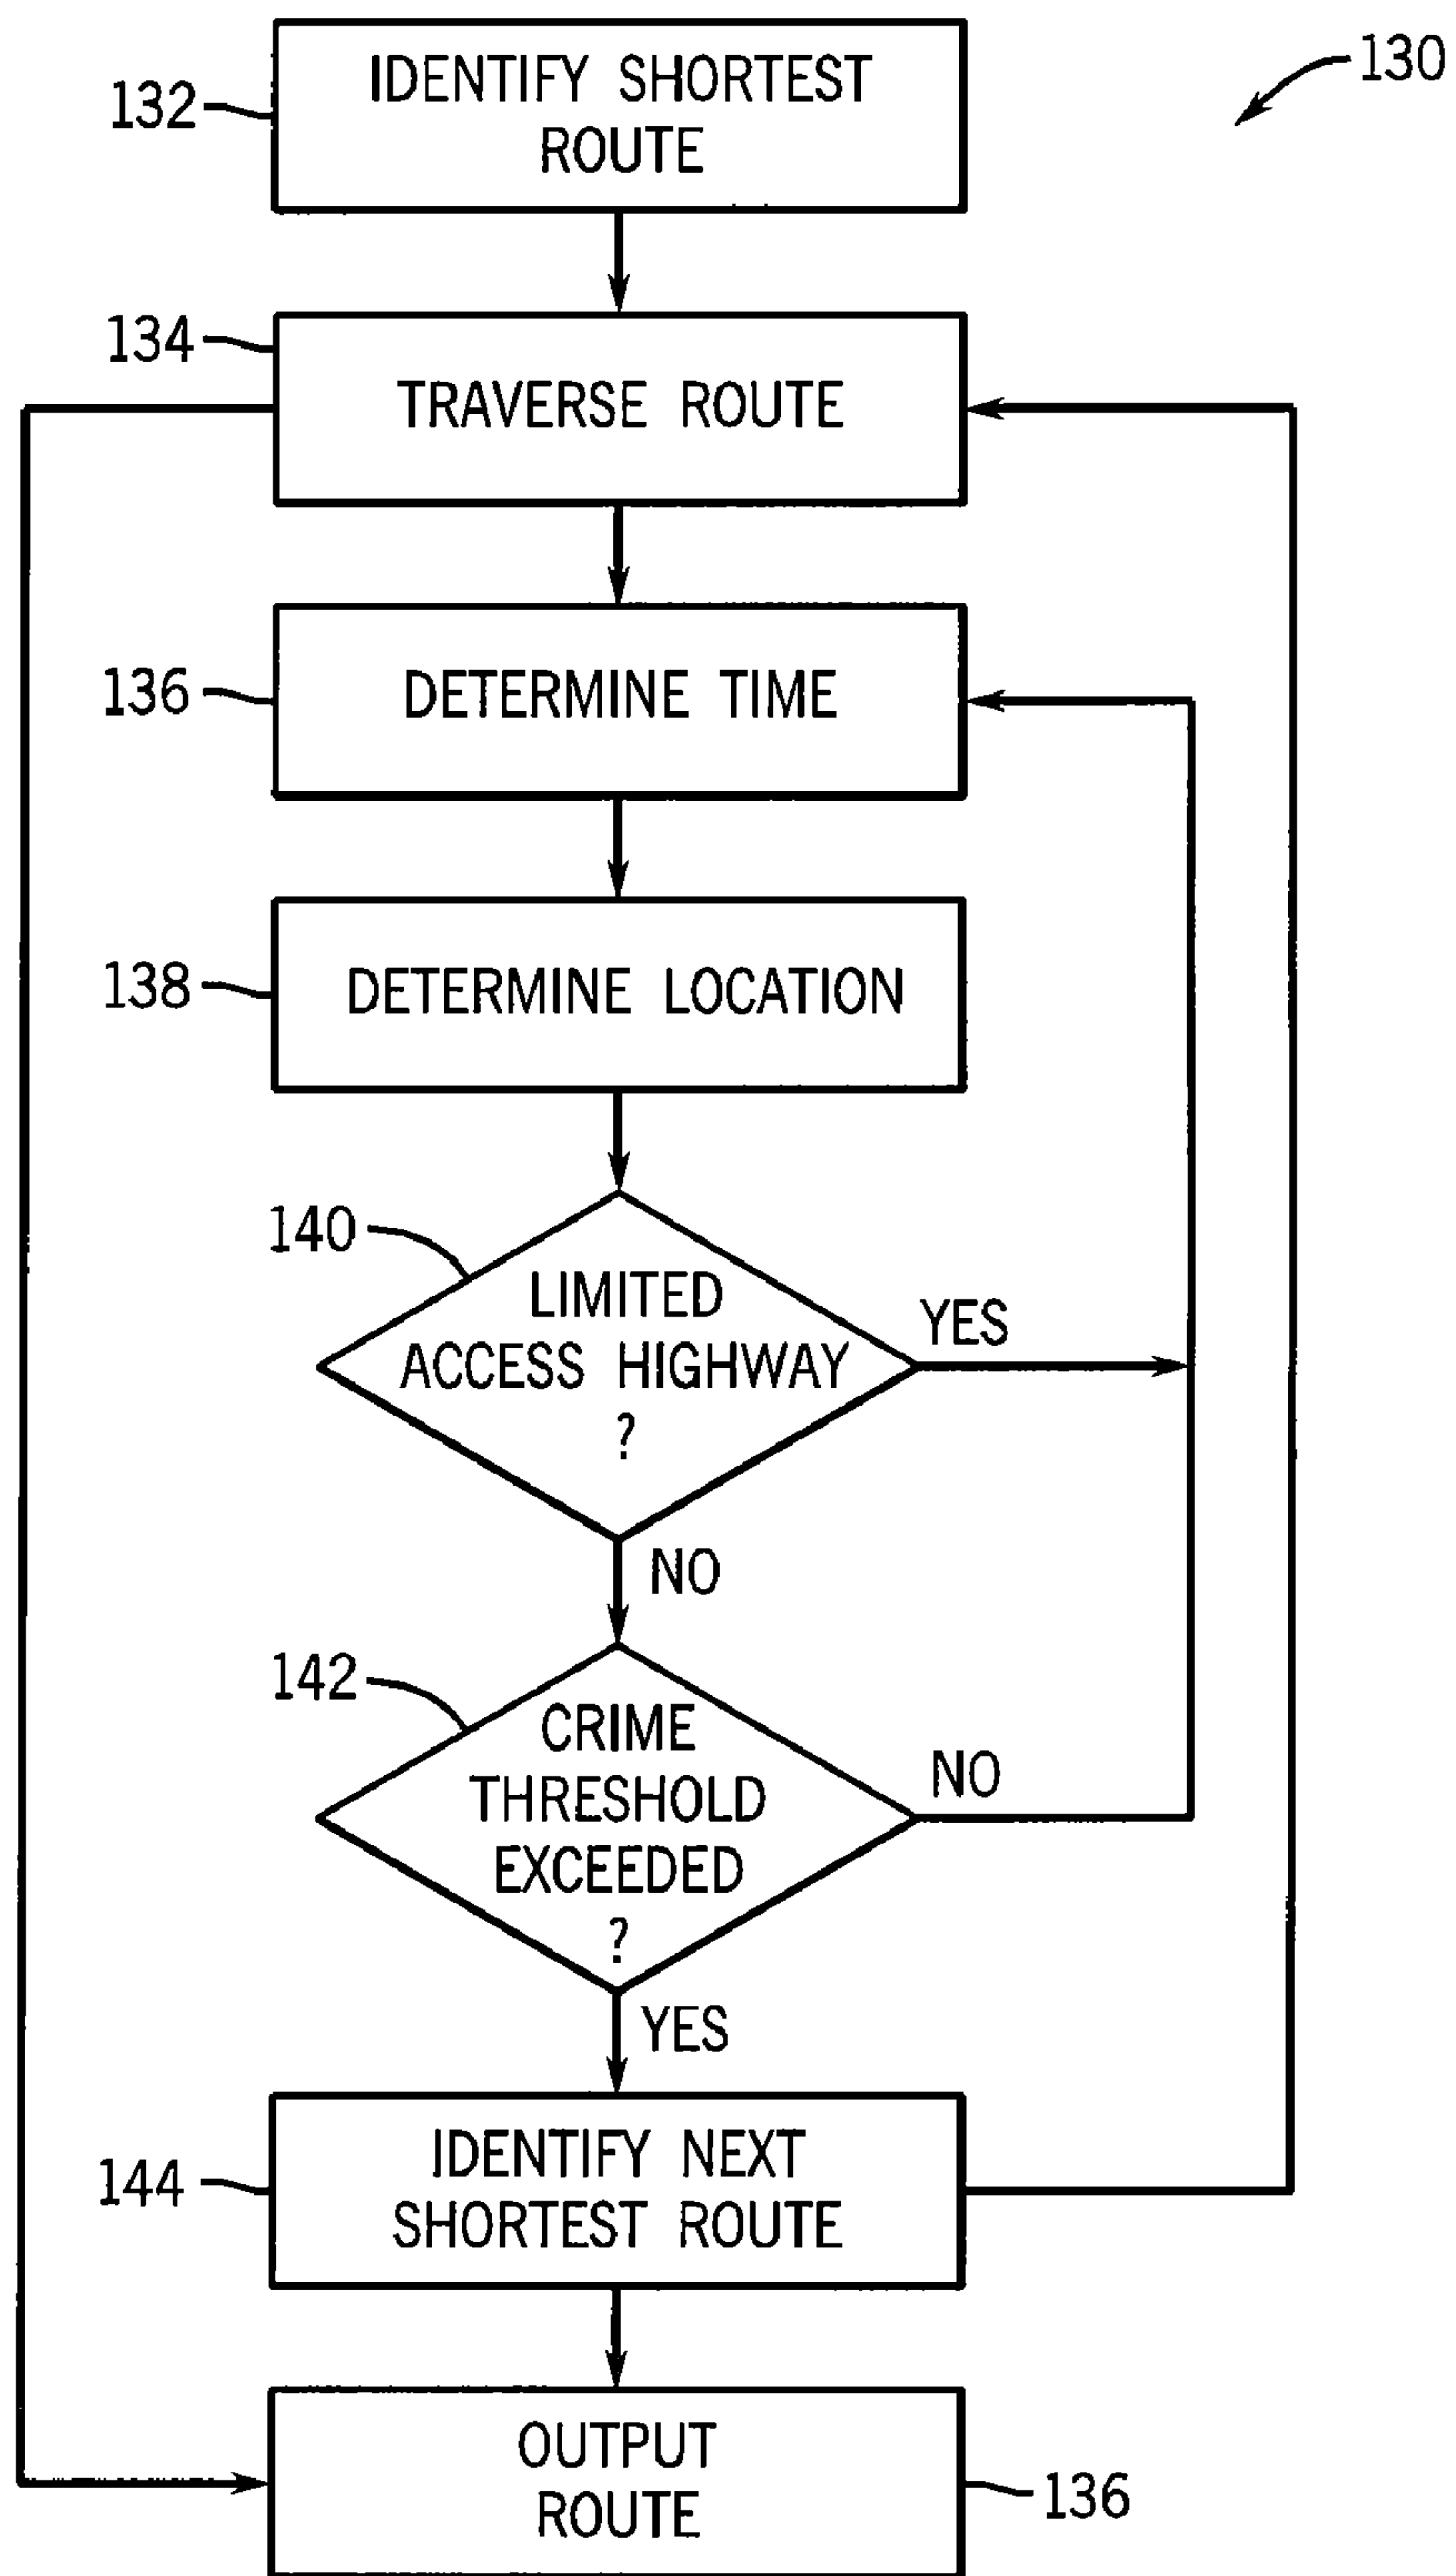 130
132
IDENTIFY SHORTEST
ROUTE
134
TRAVERSE ROUTE
136
DETERMINE TIME
138
DETERMINE LOCATION
140
LIMITED
ACCESS HIGHWAY
?
YES
NO
142
CRIME
THRESHOLD
EXCEEDED
?
NO
YES
144
IDENTIFY NEXT
SHORTEST ROUTE
OUTPUT
ROUTE
136